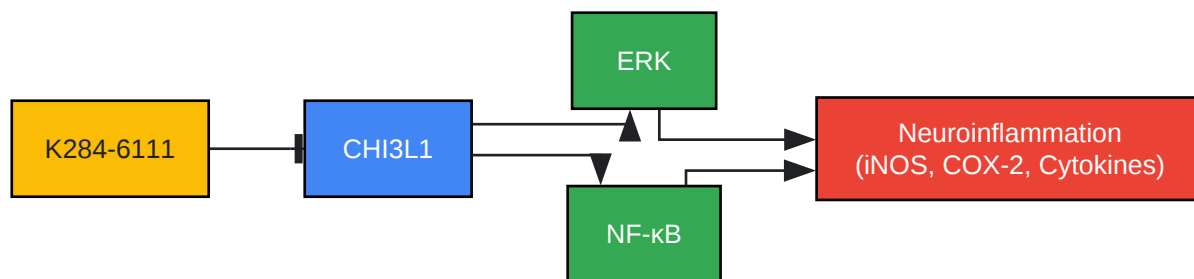 K284-6111
CHI3L1
ERK
NF-κB
Neuroinflammation
(iNOS, COX-2, Cytokines)